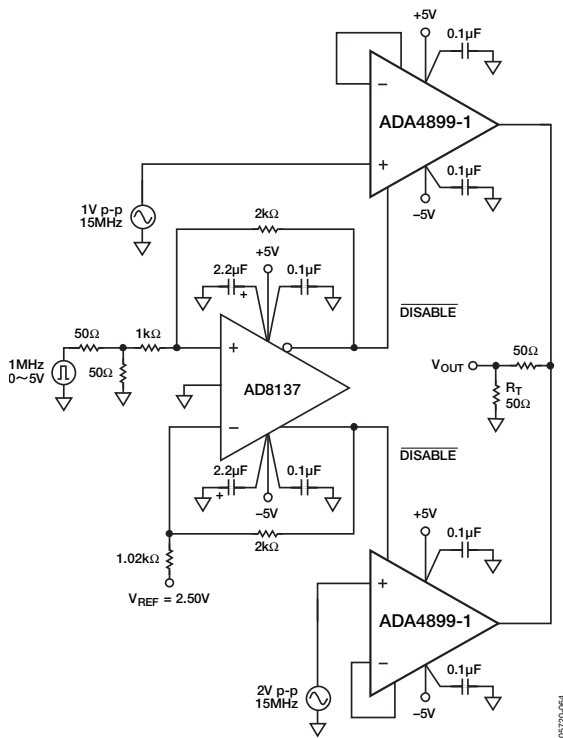 +5V
0.1µF
−
ADA4899-1
+
0.1µF
1V p-p
15MHz
−5V
2kΩ
+5V
2.2µF
0.1µF
+
DISABLE
50Ω
1kΩ
1MHz
0~5V
50Ω
+
AD8137
−
VOUT
50Ω
RT
50Ω
DISABLE
2.2µF
0.1µF
+
−5V
+5V
0.1µF
2kΩ
1.02kΩ
VREF = 2.50V
+
ADA4899-1
−
2V p-p
15MHz
0.1µF
−5V
05720-064